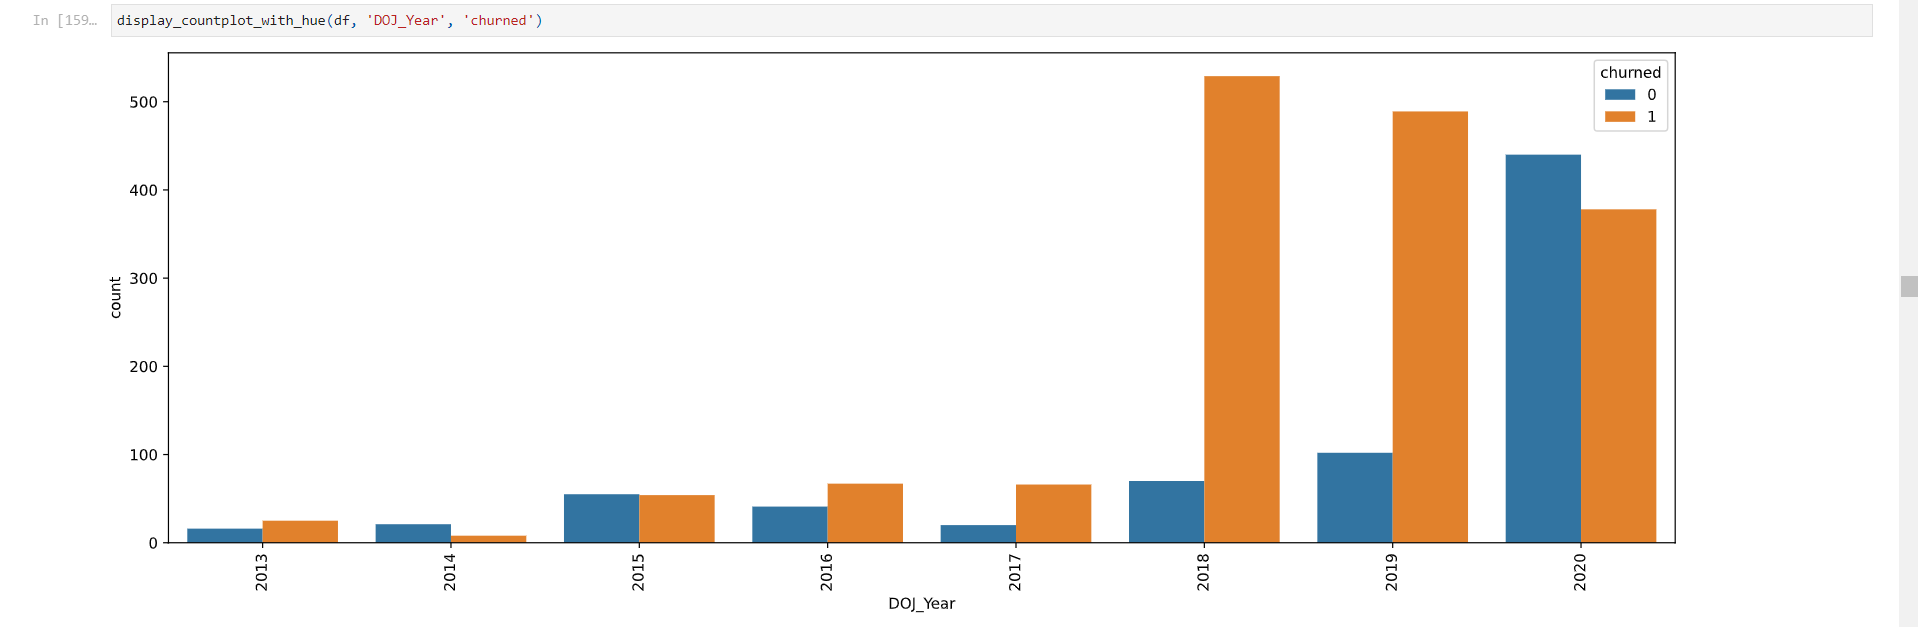 In [159…
display_countplot_with_hue(df, 'DOJ_Year', 'churned')
churned
0
1
500
400
300
200
100
0
count
2013 2014 2015 2016 2017 2018 2019 2020
DOJ_Year